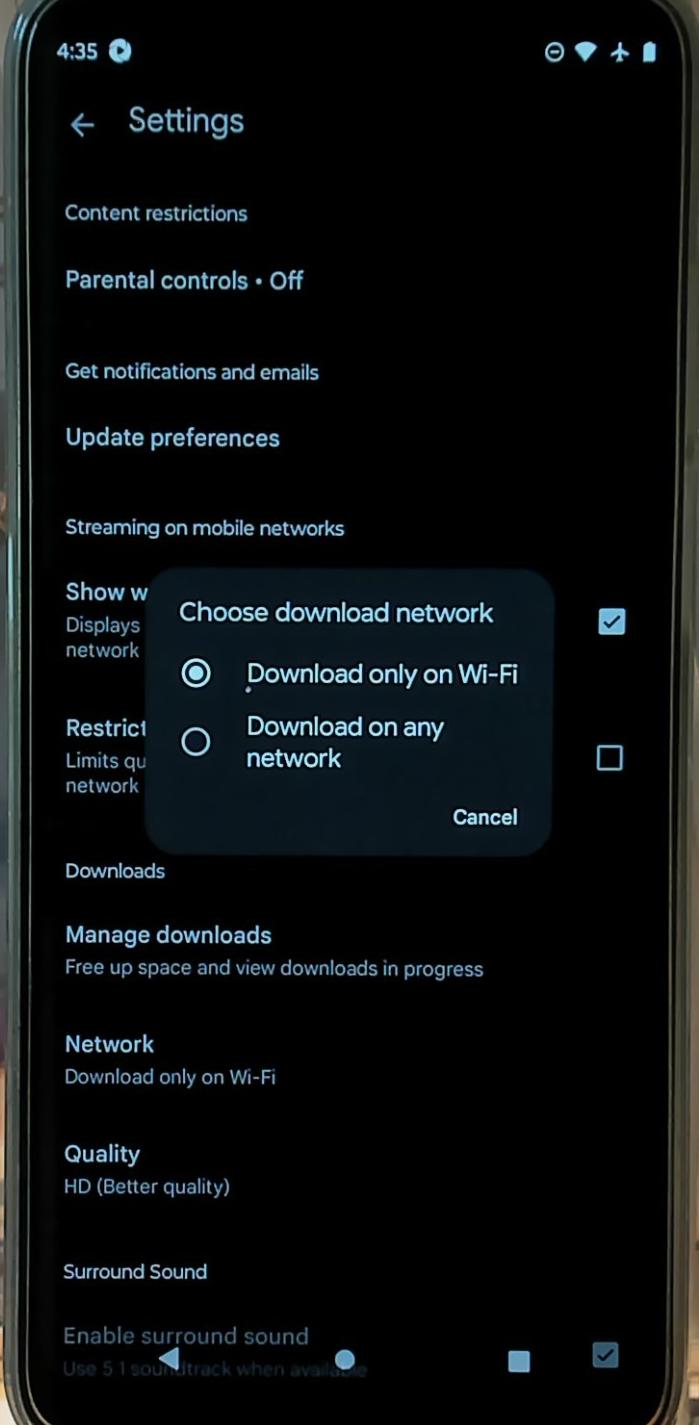 4:35
Settings
Content restrictions
Parental controls • Off
Get notifications and emails
Update preferences
Streaming on mobile networks
Show w
Displays
network
Choose download network
Download only on Wi-Fi
Download on any
network
Cancel
Restrict
Limits qu
network
Downloads
Manage downloads
Free up space and view downloads in progress
Network
Download only on Wi-Fi
Quality
HD (Better quality)
Surround Sound
Enable surround sound
Use 5 1 soundtrack when available